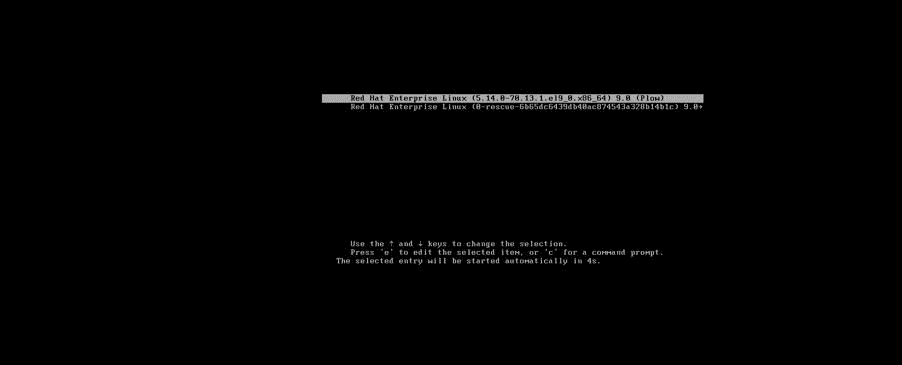 Red Hat Enterprise Linux (5.14.0-70.13.1.el9_0.x86_64) 9.0 (Plow)
Red Hat Enterprise Linux (0-rescue-6b65dc6439db40ac874543a328b14b1c) 9.0→
Use the ↑ and ↓ keys to change the selection.
Press 'e' to edit the selected item, or 'c' for a command prompt.
The selected entry will be started automatically in 4s.